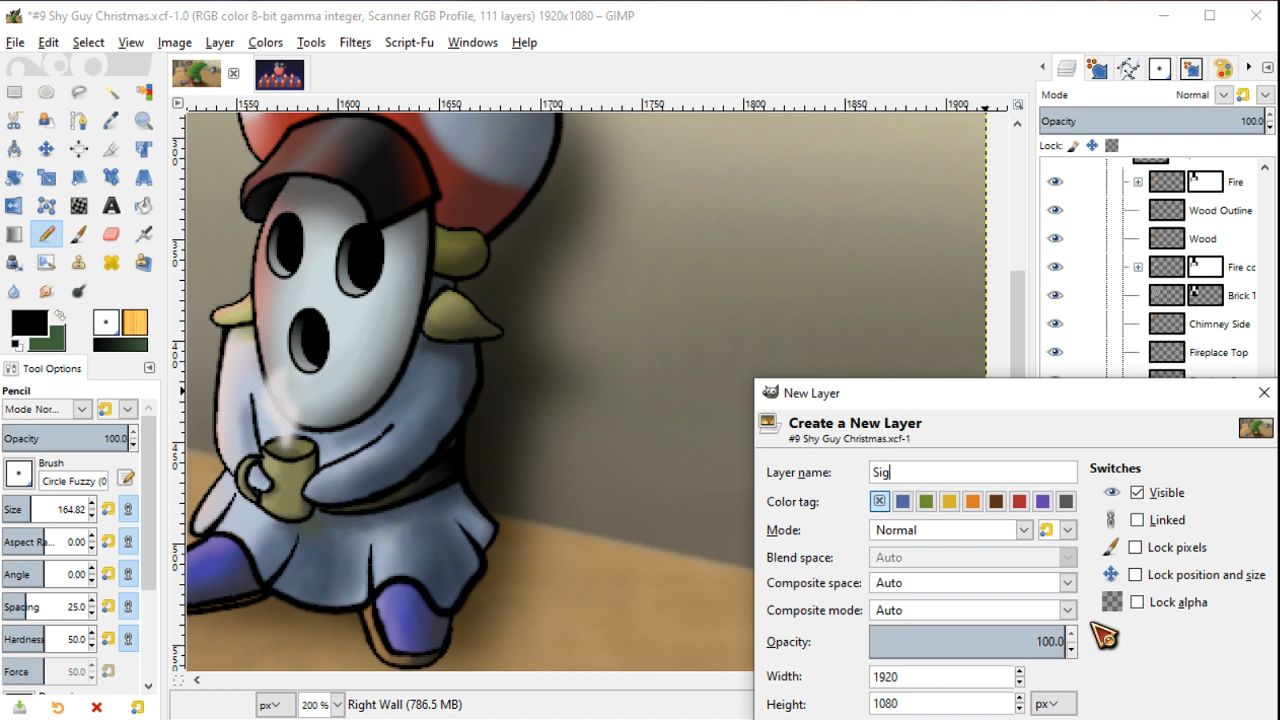 *#9 Shy Guy Christmas.xcf-1.0 (RGB color 8-bit gamma integer, Scanner RGB Profile, 111 layers) 1920x1080 – GIMP
File Edit Select View Image Layer Colors Tools Filters Script-Fu Windows Help
1550 1600 1650 1700 1750 1800 1850 1900
300
350
400
450
500
550
Tool Options
Pencil
Mode Nor...
Opacity 100.0
Brush
Circle Fuzzy (0
Size 164.82
Aspect Ra... 0.00
Angle 0.00
Spacing 25.0
Hardness 50.0
Force 50.0
px 200 % Right Wall (786.5 MB)
Mode Normal
Opacity 100.0
Lock:
Fire
Wood Outline
Wood
Fire cc
Brick 1
Chimney Side
Fireplace Top
New Layer
Create a New Layer
#9 Shy Guy Christmas.xcf-1
Layer name: Sig
Color tag:
Mode: Normal
Blend space: Auto
Composite space: Auto
Composite mode: Auto
Opacity: 100.0
Width: 1920
Height: 1080 px
Switches
Visible
Linked
Lock pixels
Lock position and size
Lock alpha